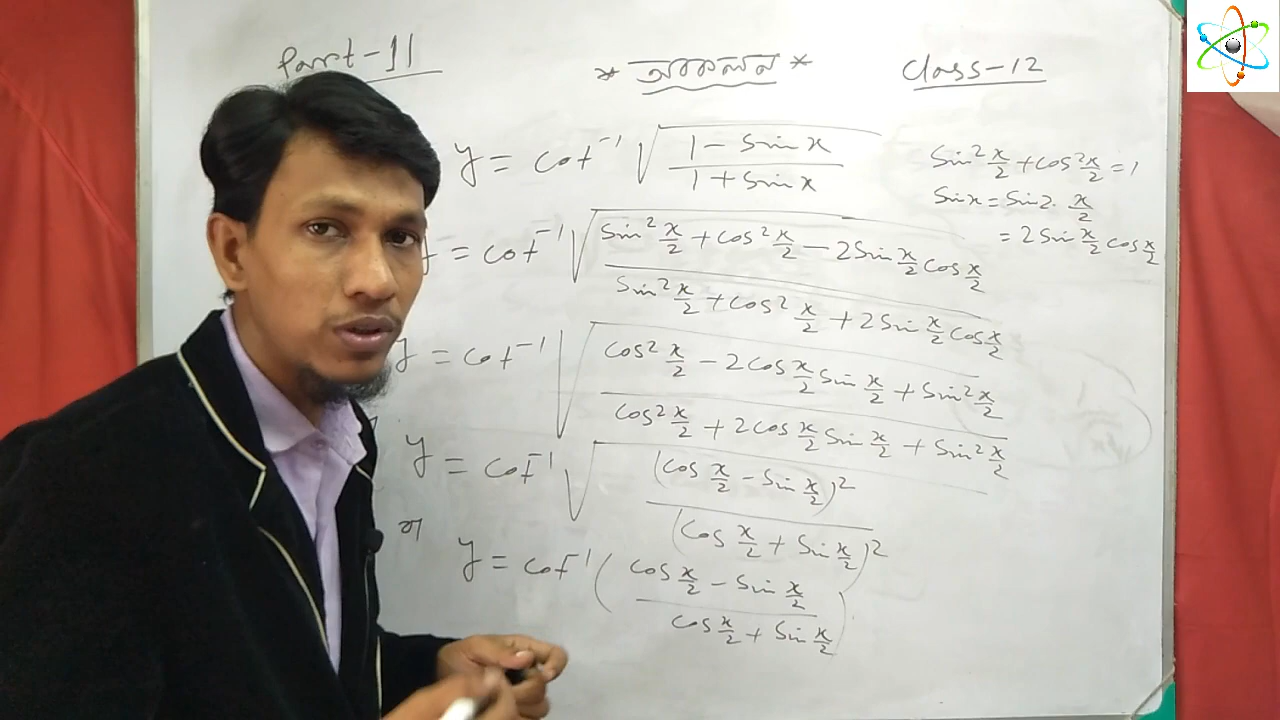 Part-11
* অবকলন *
Class-12
y = cot⁻¹ √((1 - Sin x)/(1 + Sin x))
y = cot⁻¹ √((Sin² x/2 + cos² x/2 - 2 Sin x/2 cos x/2)/(Sin² x/2 + cos² x/2 + 2 Sin x/2 cos x/2))
y = cot⁻¹ √((cos² x/2 - 2 cos x/2 Sin x/2 + Sin² x/2)/(cos² x/2 + 2 cos x/2 Sin x/2 + Sin² x/2))
y = cot⁻¹ √((cos x/2 - Sin x/2)²/(cos x/2 + Sin x/2)²)
বা y = cot⁻¹ ((cos x/2 - Sin x/2)/(cos x/2 + Sin x/2))
Sin² x/2 + cos² x/2 = 1
Sin x = Sin 2. x/2
= 2 Sin x/2 cos x/2